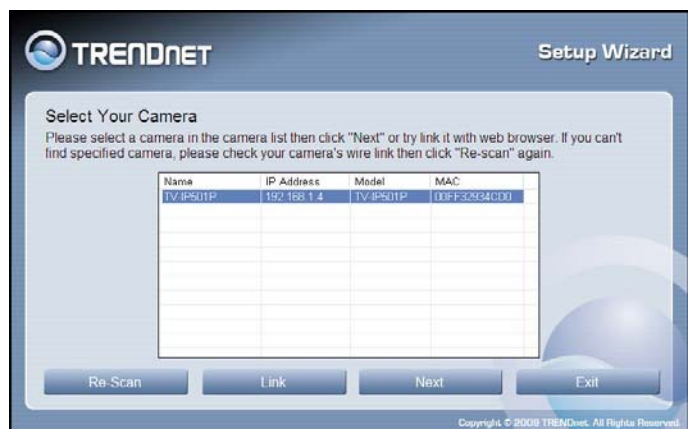 TRENDNET
Setup Wizard
Select Your Camera
Please select a camera in the camera list then click "Next" or try link it with web browser. If you can't
find specified camera, please check your camera's wire link then click "Re-scan" again.
Name IP Address Model MAC
TV-IP501P 192.168.1.4 TV-IP501P 00FF32934CD0
Re-Scan Link Next Exit
Copyright © 2009 TRENDnet. All Rights Reserved.